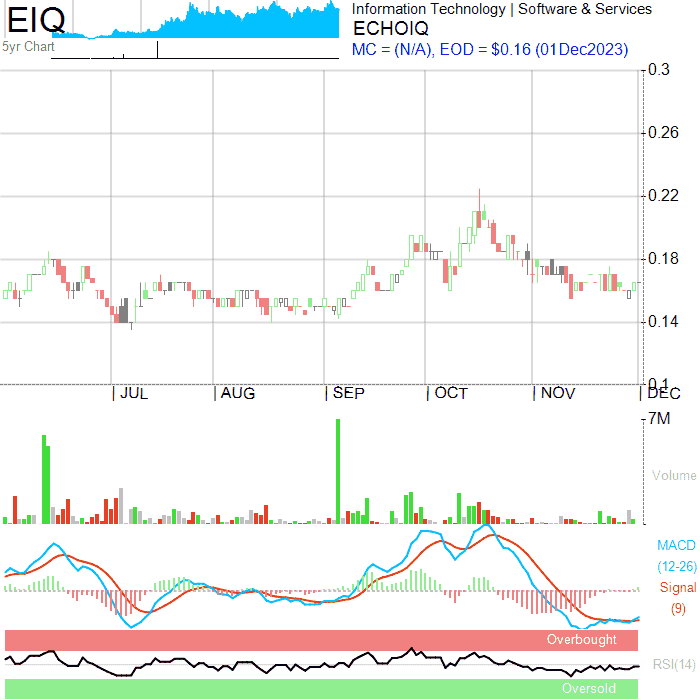 EIQ
Information Technology | Software & Services
ECHOIQ
5yr Chart
MC = (N/A), EOD = $0.16 (01Dec2023)
0.3
0.26
0.22
0.18
0.14
0.1
JUL AUG SEP OCT NOV DEC
7M
Volume
MACD
(12-26)
Signal
(9)
Overbought
RSI(14)
Oversold